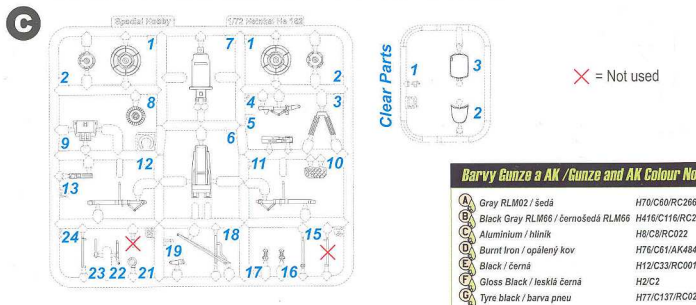 C
Special Hobby
1/72 Heinkel He 162
1 7 1
2 2
8 4 3
9 5
6
12 11 10
13
24 18 15
19
23 22 21 17 16
Clear Parts
1 3
2
X = Not used
Barvy Gunze a AK / Gunze and AK Colour No
A Gray RLM02 / šedá H70/C60/RC266
B Black Gray RLM66 / černošedá RLM66 H416/C116/RC2
C Aluminium / hliník H8/C8/RC022
D Burnt Iron / opálený kov H76/C61/AK484
E Black / černá H12/C33/RC001
F Gloss Black / lesklá černá H2/C2
G Tyre black / barva pneu H77/C137/RC02